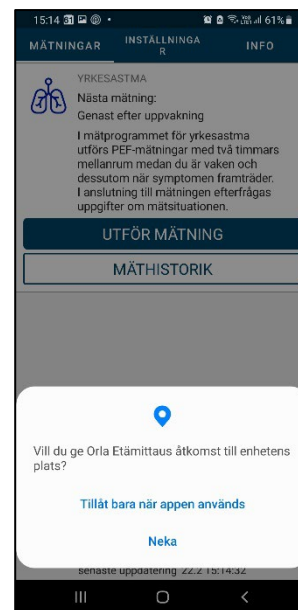 15:14
61%
MÄTNINGAR
INSTÄLLNINGA
R
INFO
YRKESASTMA
Nästa mätning:
Genast efter uppvakning
I mätprogrammet för yrkesastma
utförs PEF-mätningar med två timmars
mellanrum medan du är vaken och
dessutom när symptomen framträder.
I anslutning till mätningen efterfrågas
uppgifter om mätsituationen.
UTFÖR MÄTNING
MÄTHISTORIK
Vill du ge Orla Etämittaus åtkomst till enhetens
plats?
Tillåt bara när appen används
Neka
senaste uppdatering 22.2 15:14:32